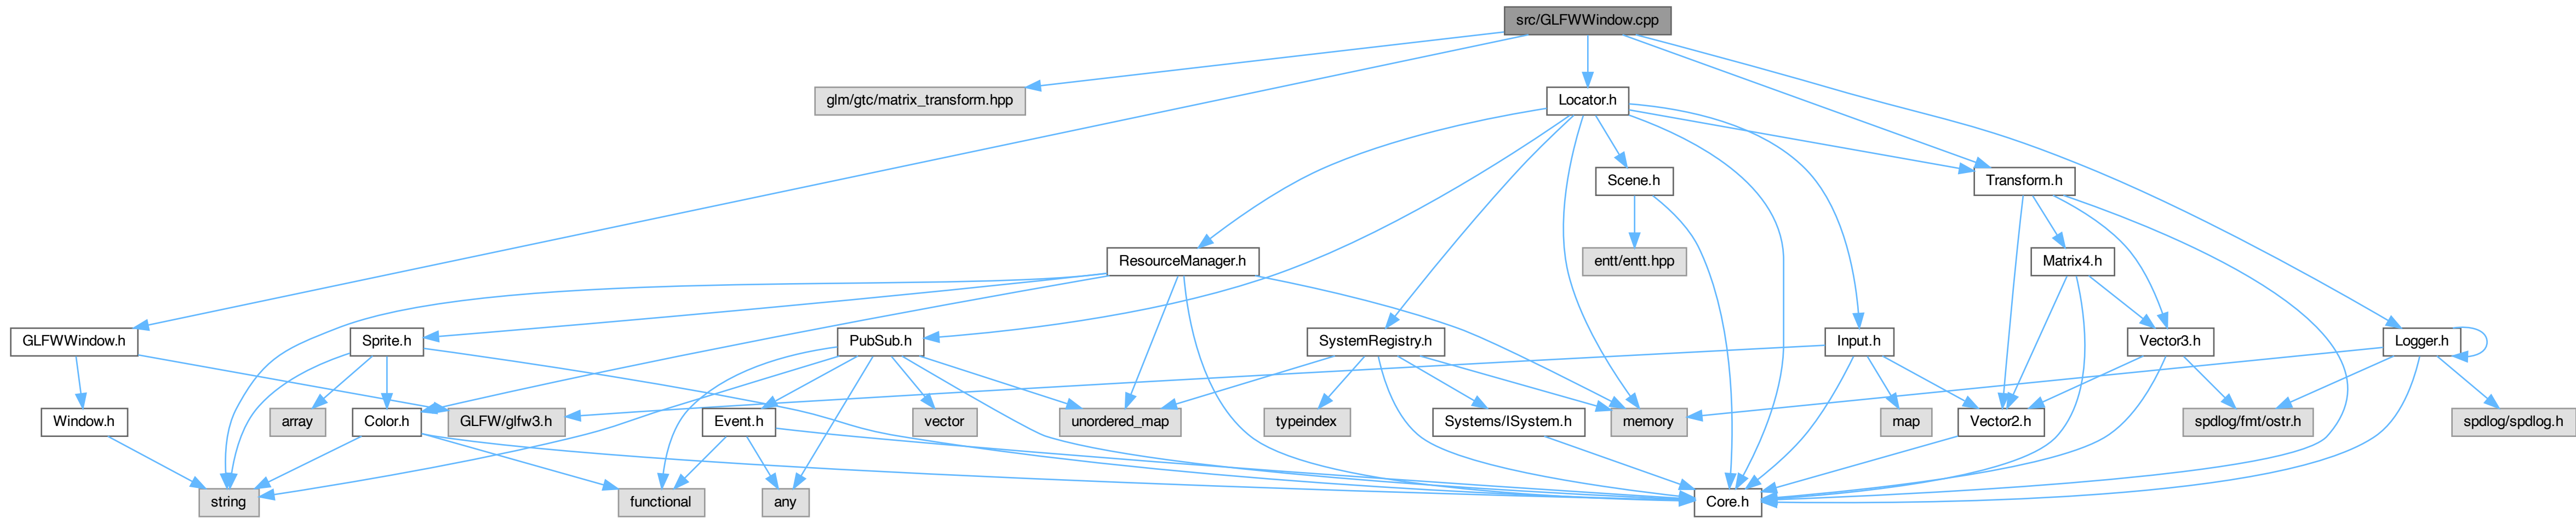 src/GLFWWindow.cpp
glm/gtc/matrix_transform.hpp
Locator.h
Scene.h
Transform.h
ResourceManager.h
entt/entt.hpp
Matrix4.h
GLFWWindow.h
Sprite.h
PubSub.h
SystemRegistry.h
Input.h
Vector3.h
Logger.h
Window.h
array
Color.h
GLFW/glfw3.h
Event.h
vector
unordered_map
typeindex
Systems/ISystem.h
memory
map
Vector2.h
spdlog/fmt/ostr.h
spdlog/spdlog.h
string
functional
any
Core.h